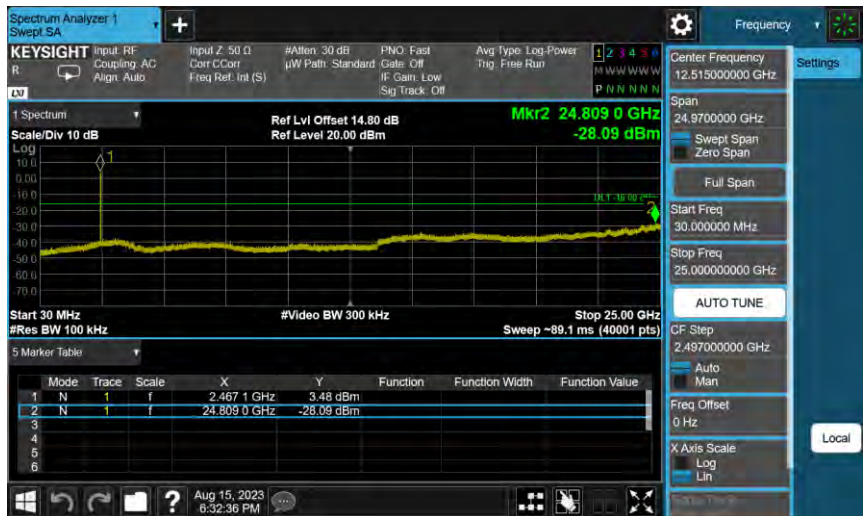 Spectrum Analyzer 1
Swept SA
+
Frequency
KEYSIGHT
R
LXI
Input: RF
Coupling: AC
Align: Auto
Input Z: 50 Ω
Corr CCorr
Freq Ref: Int (S)
#Atten: 30 dB
µW Path: Standard
PNO: Fast
Gate: Off
IF Gain: Low
Sig Track: Off
Avg Type: Log-Power
Trig: Free Run
1 2 3 4 5 6
M W W W W W
P N N N N N
Center Frequency
12.515000000 GHz
Settings
Span
24.9700000 GHz
Swept Span
Zero Span
Full Span
Start Freq
30.000000 MHz
Stop Freq
25.000000000 GHz
AUTO TUNE
CF Step
2.497000000 GHz
Auto
Man
Freq Offset
0 Hz
X Axis Scale
Log
Lin
Local
1 Spectrum
Scale/Div 10 dB
Ref Lvl Offset 14.80 dB
Ref Level 20.00 dBm
Mkr2 24.809 0 GHz
-28.09 dBm
Log
10.0
0.00
-10.0
-20.0
-30.0
-40.0
-50.0
-60.0
-70.0
1
2
Start 30 MHz
#Res BW 100 kHz
#Video BW 300 kHz
Stop 25.00 GHz
Sweep ~89.1 ms (40001 pts)
5 Marker Table
Mode Trace Scale X Y Function Function Width Function Value
1 N 1 f 2.467 1 GHz 3.48 dBm
2 N 1 f 24.809 0 GHz -28.09 dBm
3
4
5
6
?
Aug 15, 2023
6:32:36 PM